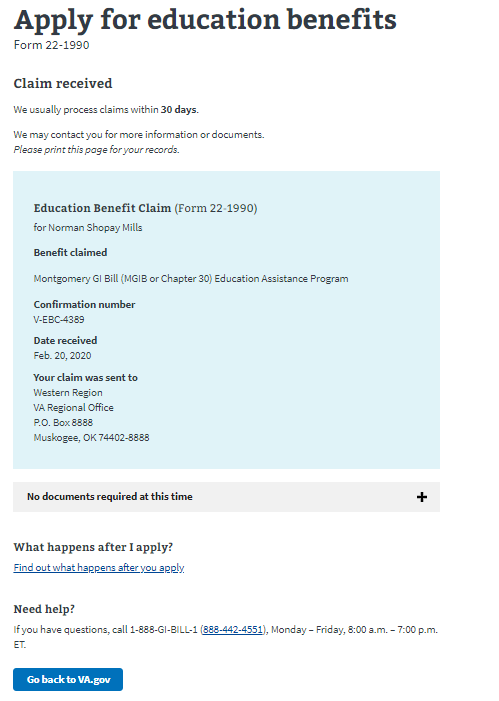 Apply for education benefits
Form 22-1990
Claim received
We usually process claims within 30 days.
We may contact you for more information or documents.
Please print this page for your records.
Education Benefit Claim (Form 22-1990)
for Norman Shopay Mills
Benefit claimed
Montgomery GI Bill (MGIB or Chapter 30) Education Assistance Program
Confirmation number
V-EBC-4389
Date received
Feb. 20, 2020
Your claim was sent to
Western Region
VA Regional Office
P.O. Box 8888
Muskogee, OK 74402-8888
No documents required at this time
What happens after I apply?
Find out what happens after you apply
Need help?
If you have questions, call 1-888-GI-BILL-1 (888-442-4551), Monday – Friday, 8:00 a.m. – 7:00 p.m.
ET.
Go back to VA.gov